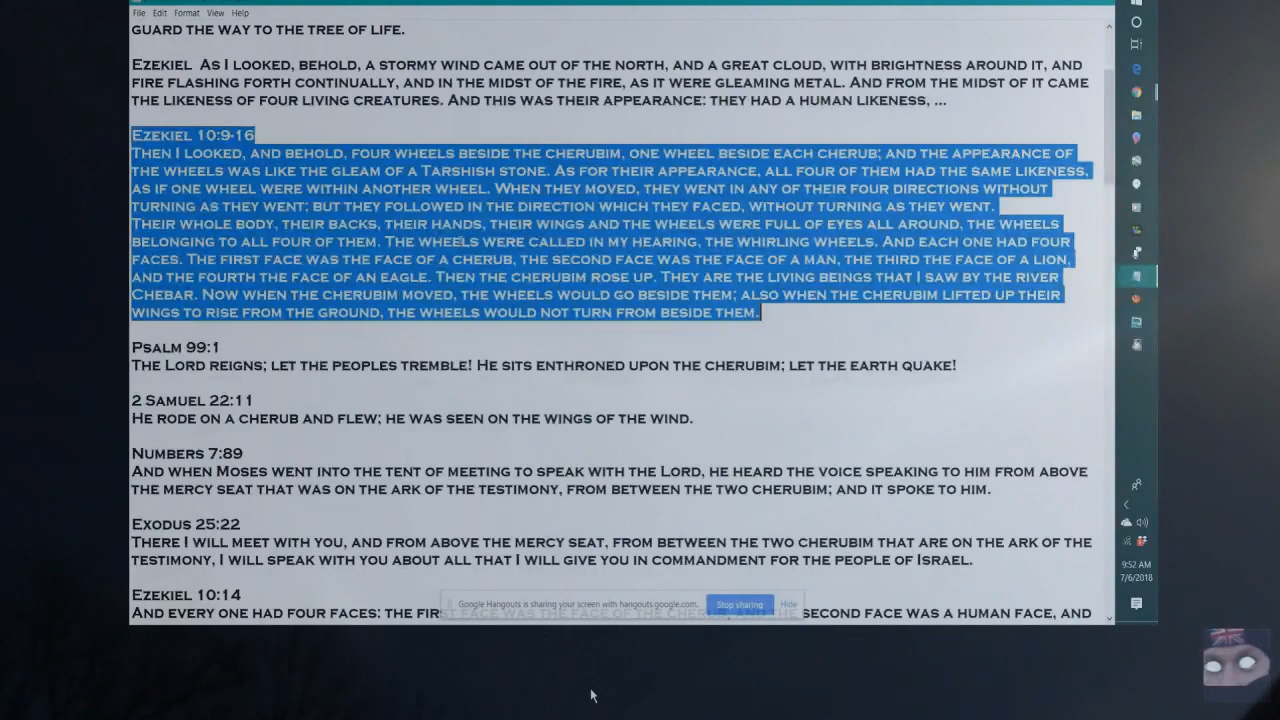 File Edit Format View Help
GUARD THE WAY TO THE TREE OF LIFE.
EZEKIEL AS I LOOKED, BEHOLD, A STORMY WIND CAME OUT OF THE NORTH, AND A GREAT CLOUD, WITH BRIGHTNESS AROUND IT, AND
FIRE FLASHING FORTH CONTINUALLY, AND IN THE MIDST OF THE FIRE, AS IT WERE GLEAMING METAL. AND FROM THE MIDST OF IT CAME
THE LIKENESS OF FOUR LIVING CREATURES. AND THIS WAS THEIR APPEARANCE: THEY HAD A HUMAN LIKENESS, ...
EZEKIEL 10:9-16
THEN I LOOKED, AND BEHOLD, FOUR WHEELS BESIDE THE CHERUBIM, ONE WHEEL BESIDE EACH CHERUB; AND THE APPEARANCE OF
THE WHEELS WAS LIKE THE GLEAM OF A TARSHISH STONE. AS FOR THEIR APPEARANCE, ALL FOUR OF THEM HAD THE SAME LIKENESS,
AS IF ONE WHEEL WERE WITHIN ANOTHER WHEEL. WHEN THEY MOVED, THEY WENT IN ANY OF THEIR FOUR DIRECTIONS WITHOUT
TURNING AS THEY WENT; BUT THEY FOLLOWED IN THE DIRECTION WHICH THEY FACED, WITHOUT TURNING AS THEY WENT.
THEIR WHOLE BODY, THEIR BACKS, THEIR HANDS, THEIR WINGS AND THE WHEELS WERE FULL OF EYES ALL AROUND, THE WHEELS
BELONGING TO ALL FOUR OF THEM. THE WHEELS WERE CALLED IN MY HEARING, THE WHIRLING WHEELS. AND EACH ONE HAD FOUR
FACES. THE FIRST FACE WAS THE FACE OF A CHERUB, THE SECOND FACE WAS THE FACE OF A MAN, THE THIRD THE FACE OF A LION,
AND THE FOURTH THE FACE OF AN EAGLE. THEN THE CHERUBIM ROSE UP. THEY ARE THE LIVING BEINGS THAT I SAW BY THE RIVER
CHEBAR. NOW WHEN THE CHERUBIM MOVED, THE WHEELS WOULD GO BESIDE THEM; ALSO WHEN THE CHERUBIM LIFTED UP THEIR
WINGS TO RISE FROM THE GROUND, THE WHEELS WOULD NOT TURN FROM BESIDE THEM.
PSALM 99:1
THE LORD REIGNS; LET THE PEOPLES TREMBLE! HE SITS ENTHRONED UPON THE CHERUBIM; LET THE EARTH QUAKE!
2 SAMUEL 22:11
HE RODE ON A CHERUB AND FLEW; HE WAS SEEN ON THE WINGS OF THE WIND.
NUMBERS 7:89
AND WHEN MOSES WENT INTO THE TENT OF MEETING TO SPEAK WITH THE LORD, HE HEARD THE VOICE SPEAKING TO HIM FROM ABOVE
THE MERCY SEAT THAT WAS ON THE ARK OF THE TESTIMONY, FROM BETWEEN THE TWO CHERUBIM; AND IT SPOKE TO HIM.
EXODUS 25:22
THERE I WILL MEET WITH YOU, AND FROM ABOVE THE MERCY SEAT, FROM BETWEEN THE TWO CHERUBIM THAT ARE ON THE ARK OF THE
TESTIMONY, I WILL SPEAK WITH YOU ABOUT ALL THAT I WILL GIVE YOU IN COMMANDMENT FOR THE PEOPLE OF ISRAEL.
EZEKIEL 10:14
AND EVERY ONE HAD FOUR FACES: THE FIRST FACE WAS THE FACE OF THE CHERUB, AND THE SECOND FACE WAS A HUMAN FACE, AND
Google Hangouts is sharing your screen with hangouts.google.com. Stop sharing Hide
9:52 AM
7/6/2018